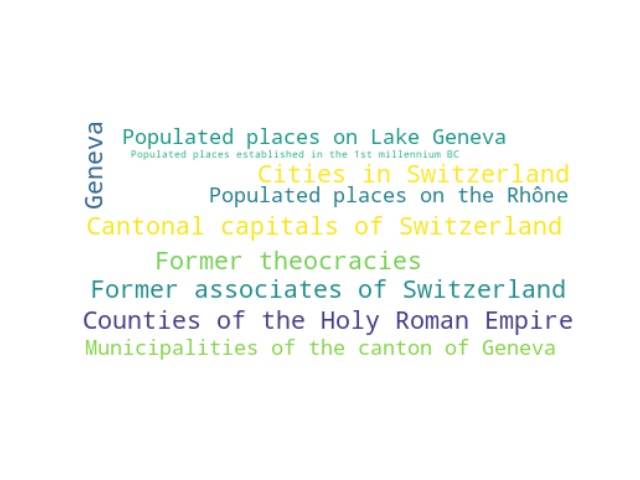 Geneva
Populated places on Lake Geneva
Populated places established in the 1st millennium BC
Cities in Switzerland
Populated places on the Rhône
Cantonal capitals of Switzerland
Former theocracies
Former associates of Switzerland
Counties of the Holy Roman Empire
Municipalities of the canton of Geneva